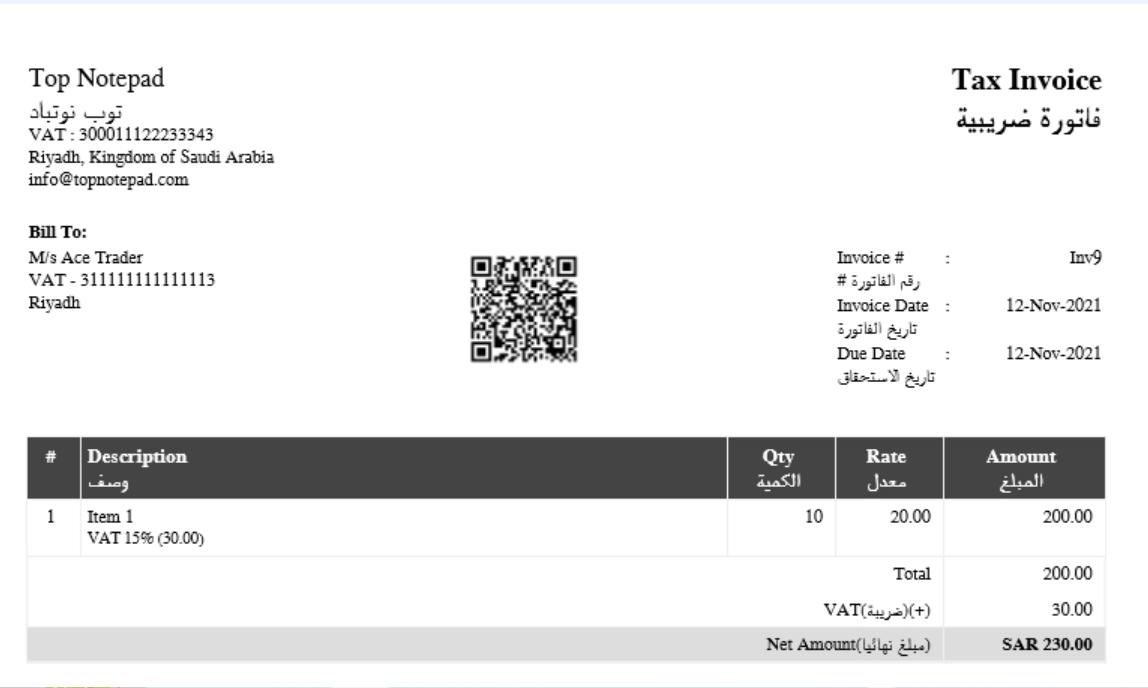 Top Notepad
توب نوتباد
VAT : 300011122233343
Riyadh, Kingdom of Saudi Arabia
info@topnotepad.com
Tax Invoice
فاتورة ضريبية
Bill To:
M/s Ace Trader
VAT - 311111111111113
Riyadh
Invoice # : Inv9
رقم الفاتورة #
Invoice Date : 12-Nov-2021
تاريخ الفاتورة
Due Date : 12-Nov-2021
تاريخ الاستحقاق
# Description Qty Rate Amount
وصف الكمية معدل المبلغ
1 Item 1 10 20.00 200.00
VAT 15% (30.00)
Total 200.00
VAT(ضريبة)(+) 30.00
Net Amount(مبلغ نهائيا) SAR 230.00